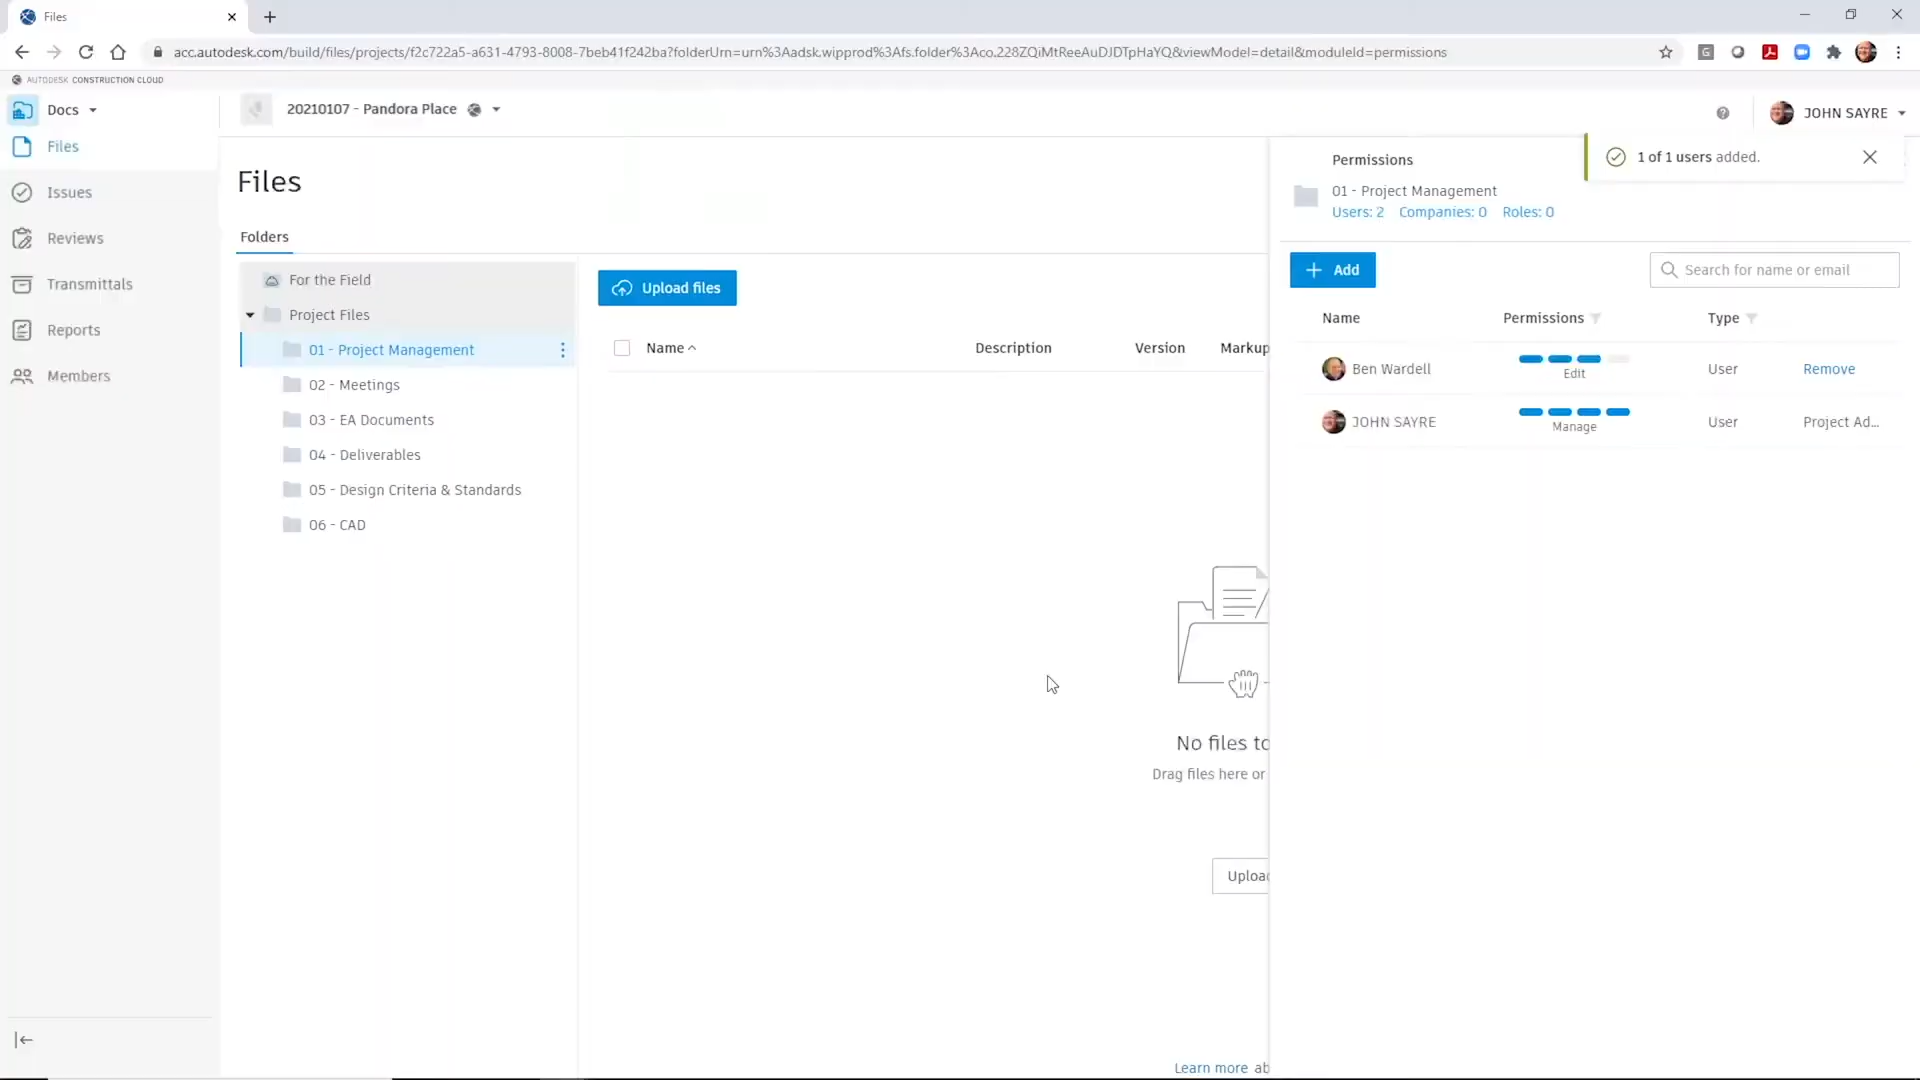 Files
acc.autodesk.com/build/files/projects/f2c722a5-a631-4793-8008-7beb41f242ba?folderUrn=urn%3Aadsk.wipprod%3Afs.folder%3Aco.228ZQiMtReeAuDJDTpHaYQ&viewModel=detail&moduleId=permissions
AUTODESK CONSTRUCTION CLOUD
Docs
20210107 - Pandora Place
JOHN SAYRE
Files
Issues
Reviews
Transmittals
Reports
Members
Files
Folders
For the Field
Project Files
01 - Project Management
02 - Meetings
03 - EA Documents
04 - Deliverables
05 - Design Criteria & Standards
06 - CAD
Upload files
Name Description Version Markup
No files to
Drag files here or
Uploa
Learn more ab
Permissions
01 - Project Management
Users: 2 Companies: 0 Roles: 0
1 of 1 users added.
Add
Search for name or email
Name Permissions Type
Ben Wardell Edit User Remove
JOHN SAYRE Manage User Project Ad...